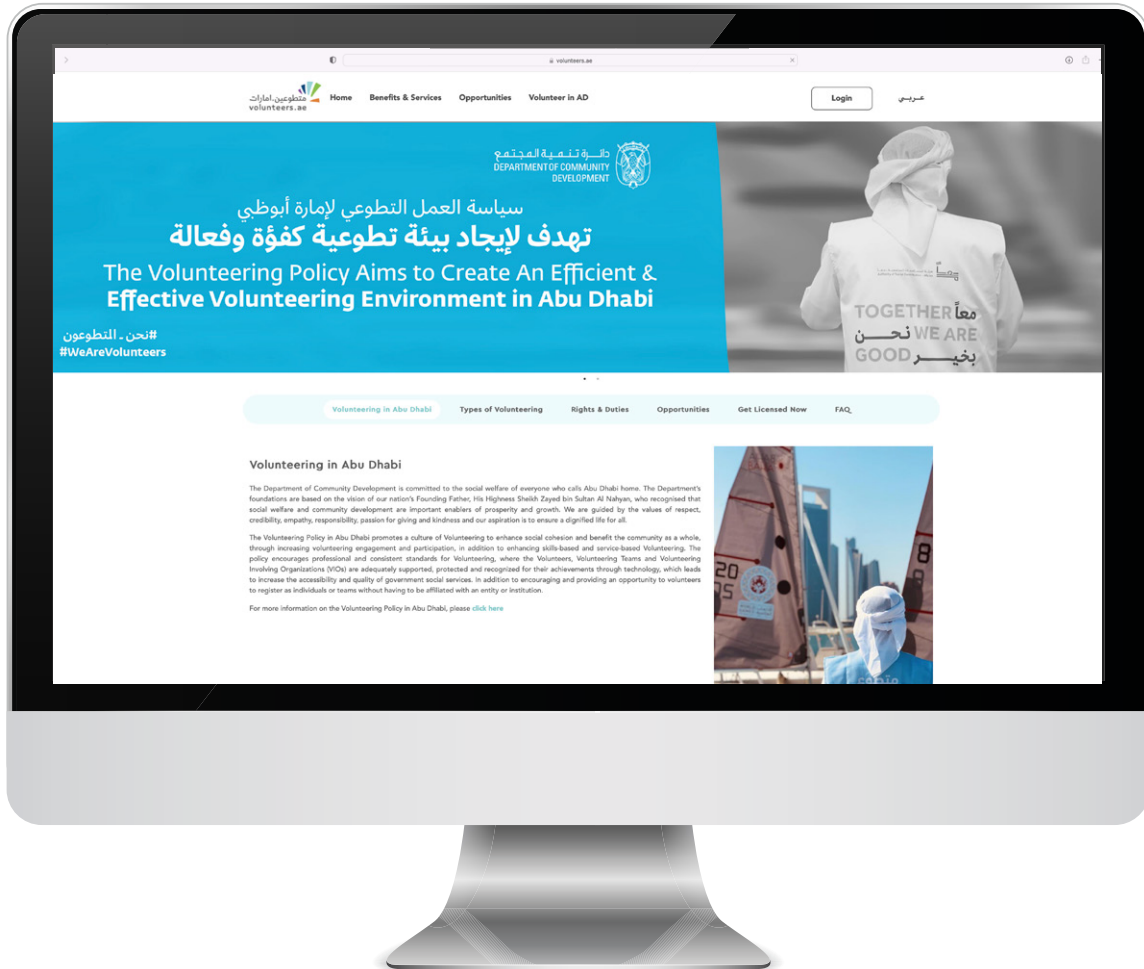 volunteers.ae
متطوعين.امارات
volunteers.ae
Home
Benefits & Services
Opportunities
Volunteer in AD
Login
عربي
دائرة تنمية المجتمع
DEPARTMENT OF COMMUNITY
DEVELOPMENT
سياسة العمل التطوعي لإمارة أبوظبي
تهدف لإيجاد بيئة تطوعية كفؤة وفعالة
The Volunteering Policy Aims to Create An Efficient &
Effective Volunteering Environment in Abu Dhabi
#نحن_المتطوعون
#WeAreVolunteers
معاً
TOGETHER معاً
WE ARE نحن
GOOD بخير
Volunteering in Abu Dhabi
Types of Volunteering
Rights & Duties
Opportunities
Get Licensed Now
FAQ
Volunteering in Abu Dhabi
The Department of Community Development is committed to the social welfare of everyone who calls Abu Dhabi home. The Department's
foundations are based on the vision of our nation's Founding Father, His Highness Sheikh Zayed bin Sultan Al Nahyan, who recognised that
social welfare and community development are important enablers of prosperity and growth. We are guided by the values of respect,
credibility, empathy, responsibility, passion for giving and kindness and our aspiration is to ensure a dignified life for all.
The Volunteering Policy in Abu Dhabi promotes a culture of Volunteering to enhance social cohesion and benefit the community as a whole,
through increasing volunteering engagement and participation, in addition to enhancing skills-based and service-based Volunteering. The
policy encourages professional and consistent standards for Volunteering, where the Volunteers, Volunteering Teams and Volunteering
Involving Organizations (VIOs) are adequately supported, protected and recognized for their achievements through technology, which leads
to increase the accessibility and quality of government social services. In addition to encouraging and providing an opportunity to volunteers
to register as individuals or teams without having to be affiliated with an entity or institution.
For more information on the Volunteering Policy in Abu Dhabi, please click here
20
05
8
متطوع